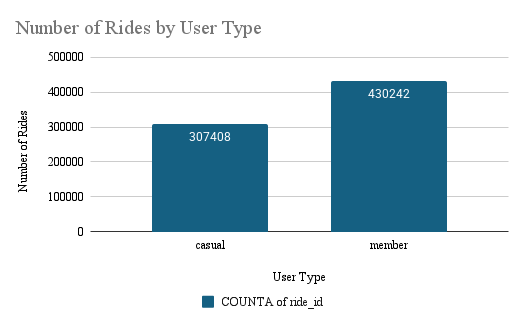 Number of Rides by User Type
Number of Rides
500000
400000
300000
200000
100000
0
307408
430242
casual
member
User Type
COUNTA of ride_id